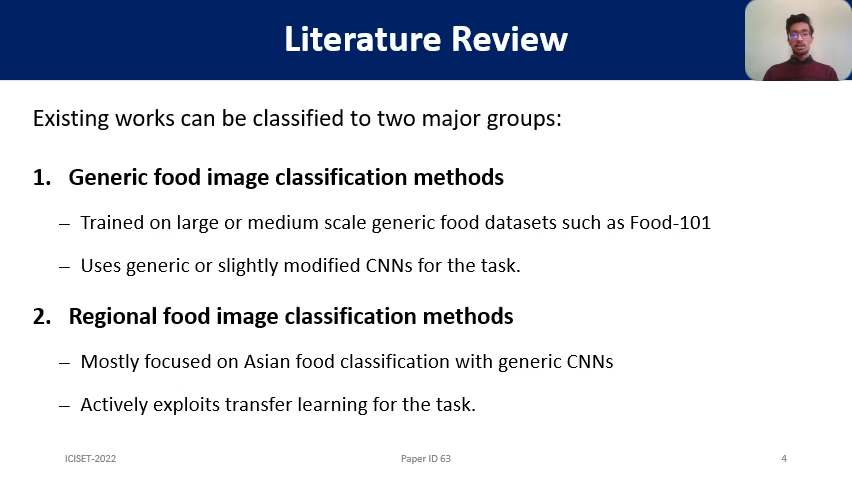 Literature Review
Existing works can be classified to two major groups:
1. Generic food image classification methods
– Trained on large or medium scale generic food datasets such as Food-101
– Uses generic or slightly modified CNNs for the task.
2. Regional food image classification methods
– Mostly focused on Asian food classification with generic CNNs
– Actively exploits transfer learning for the task.
ICISET-2022
Paper ID 63
4